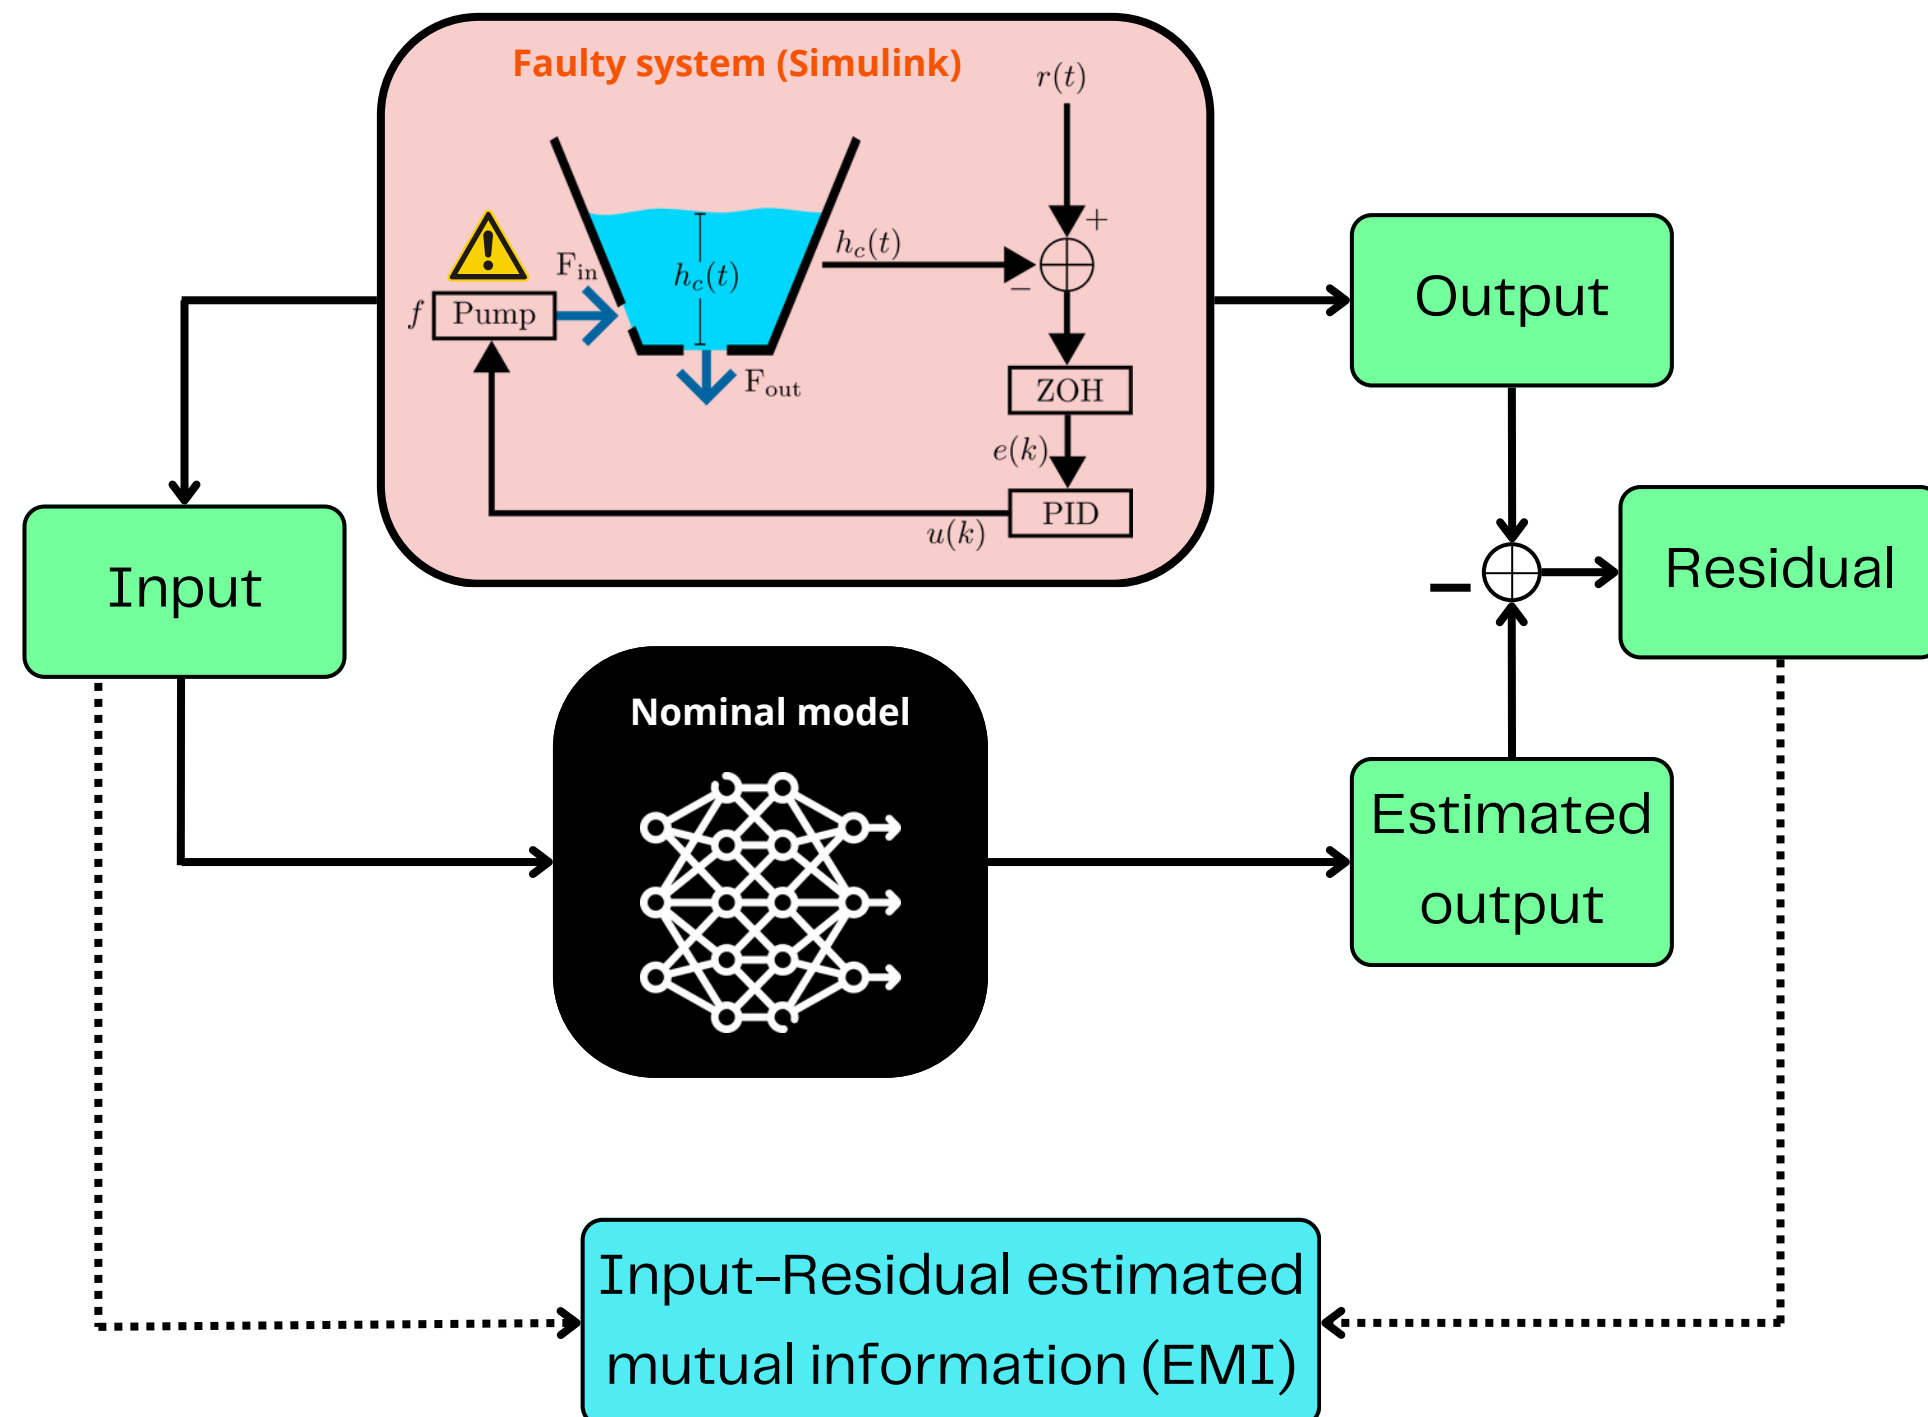 Faulty system (Simulink)
r(t)
+
h_c(t)
−
F_in
h_c(t)
f
Pump
F_out
ZOH
e(k)
PID
u(k)
Output
Input
Residual
−
Nominal model
Estimated
output
Input-Residual estimated
mutual information (EMI)